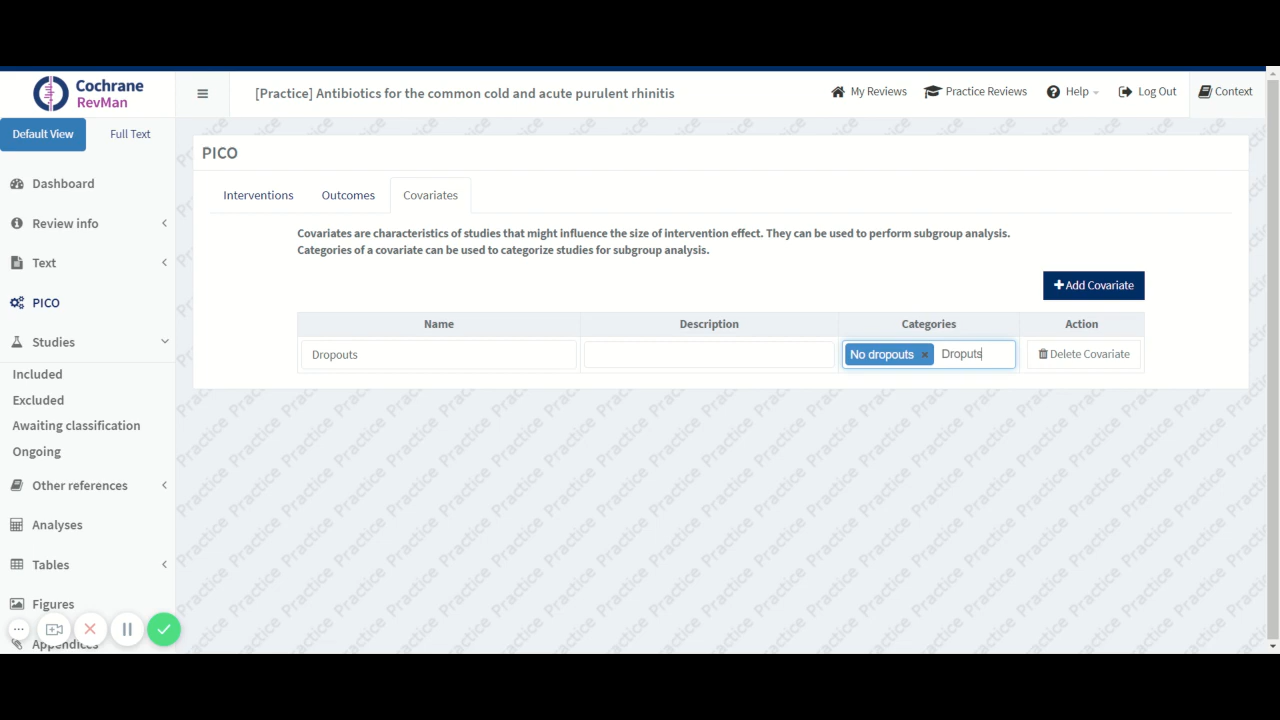 Cochrane
RevMan
[Practice] Antibiotics for the common cold and acute purulent rhinitis
My Reviews
Practice Reviews
Help
Log Out
Context
Default View
Full Text
Dashboard
Review info
Text
PICO
Studies
Included
Excluded
Awaiting classification
Ongoing
Other references
Analyses
Tables
Figures
Appendices
PICO
Interventions
Outcomes
Covariates
Covariates are characteristics of studies that might influence the size of intervention effect. They can be used to perform subgroup analysis.
Categories of a covariate can be used to categorize studies for subgroup analysis.
Add Covariate
Name
Description
Categories
Action
Dropouts
No dropouts ×
Droputs
Delete Covariate
Practice